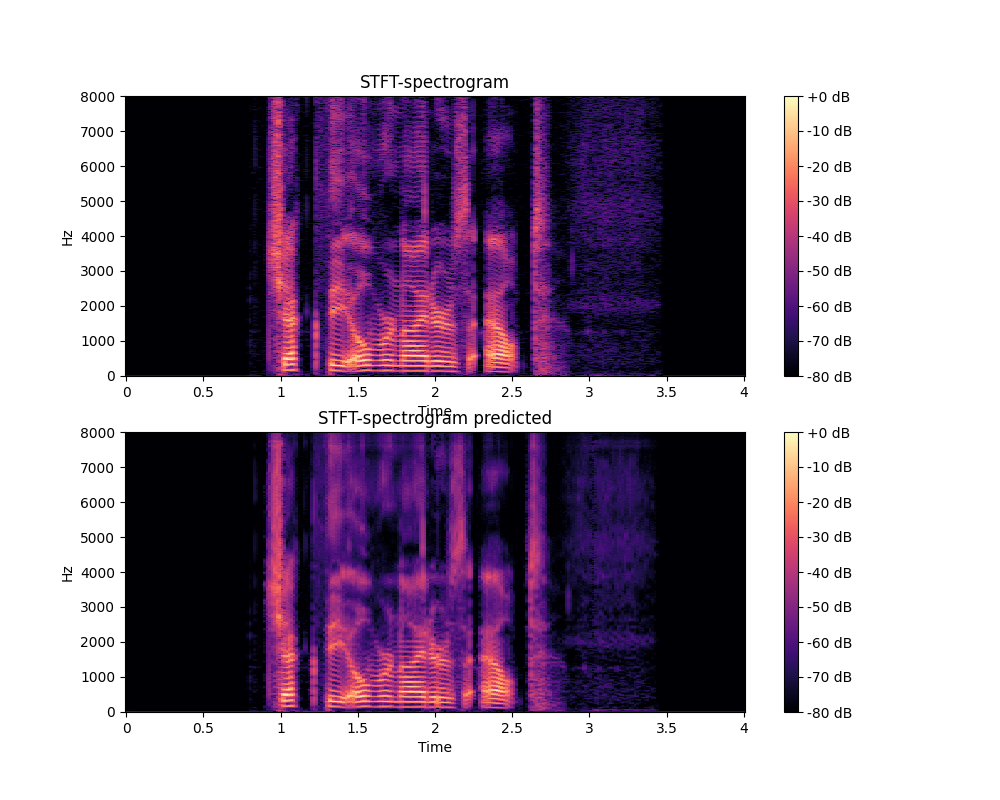 STFT-spectrogram
8000
7000
6000
5000
4000
3000
2000
1000
0
Hz
0 0.5 1 1.5 2 2.5 3 3.5 4
Time
+0 dB
-10 dB
-20 dB
-30 dB
-40 dB
-50 dB
-60 dB
-70 dB
-80 dB
STFT-spectrogram predicted
8000
7000
6000
5000
4000
3000
2000
1000
0
Hz
0 0.5 1 1.5 2 2.5 3 3.5 4
Time
+0 dB
-10 dB
-20 dB
-30 dB
-40 dB
-50 dB
-60 dB
-70 dB
-80 dB